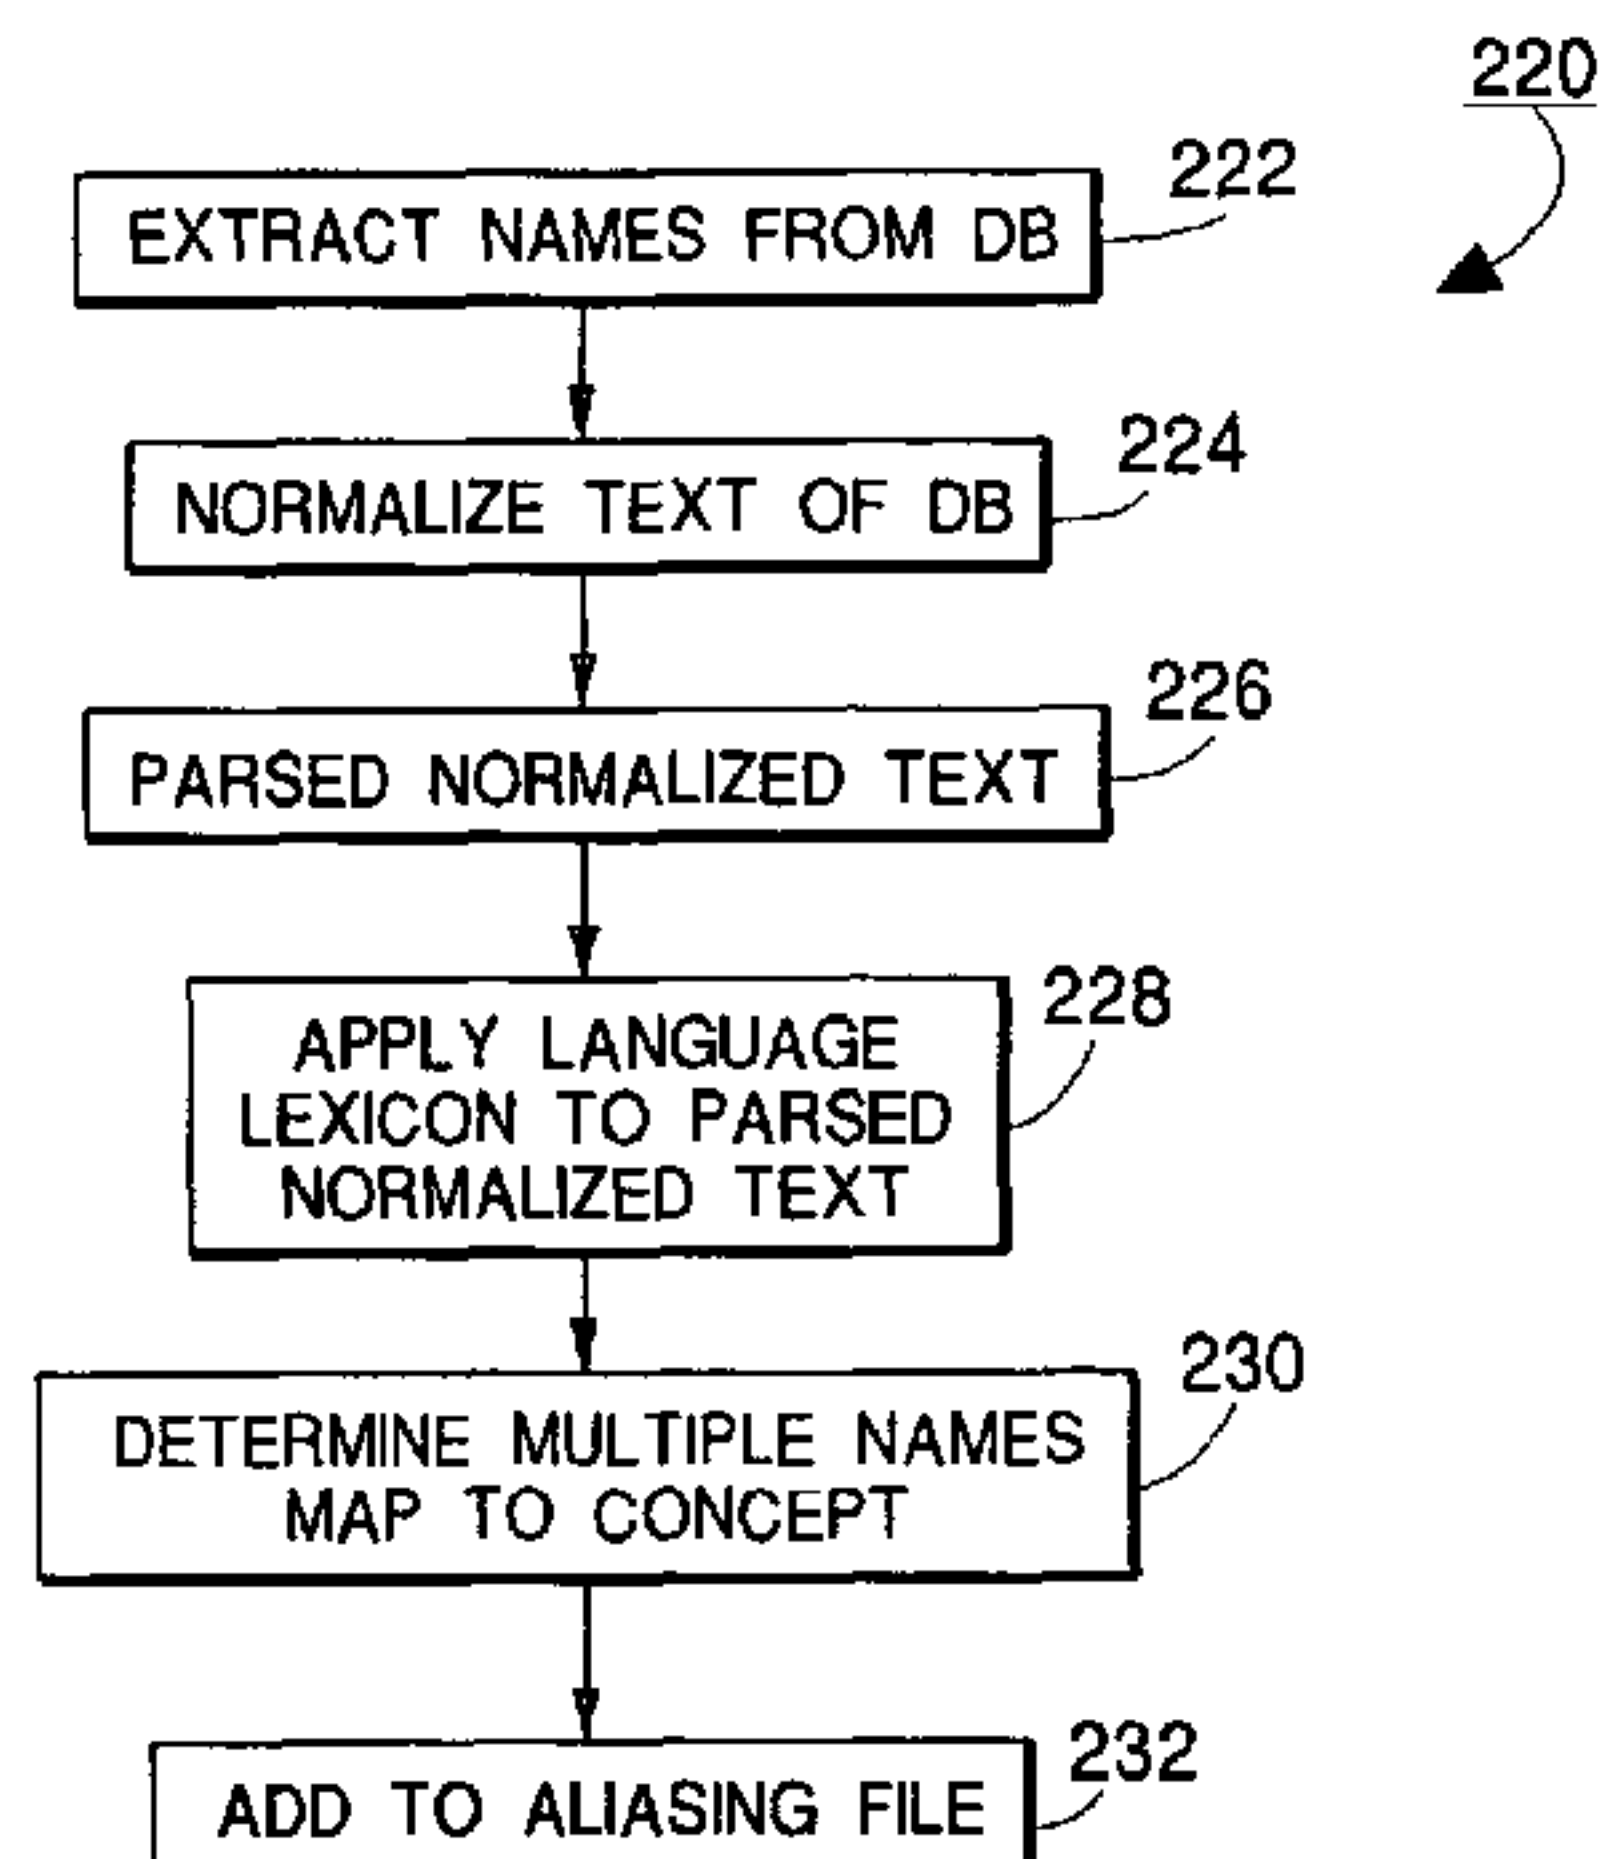 220
222
EXTRACT NAMES FROM DB
224
NORMALIZE TEXT OF DB
226
PARSED NORMALIZED TEXT
228
APPLY LANGUAGE
LEXICON TO PARSED
NORMALIZED TEXT
230
DETERMINE MULTIPLE NAMES
MAP TO CONCEPT
232
ADD TO ALIASING FILE